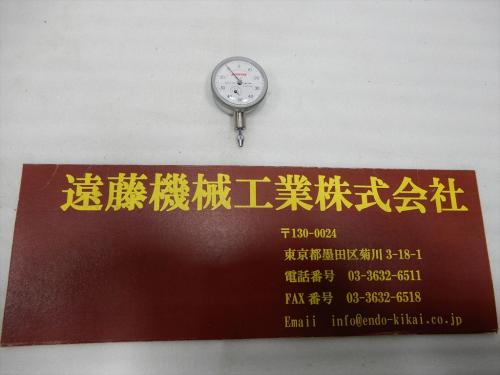 遠藤機械工業株式会社
〒130-0024
東京都墨田区菊川 3-18-1
電話番号 03-3632-6511
FAX 番号 03-3632-6518
Emaii info@endo-kikai.co.jp